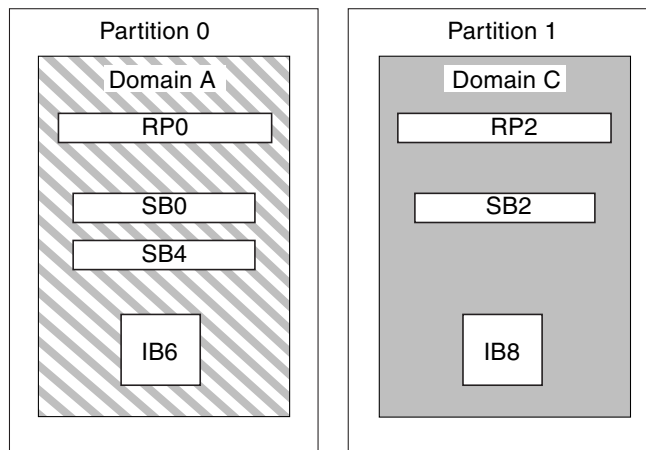 Partition 0
Domain A
RP0
SB0
SB4
IB6
Partition 1
Domain C
RP2
SB2
IB8